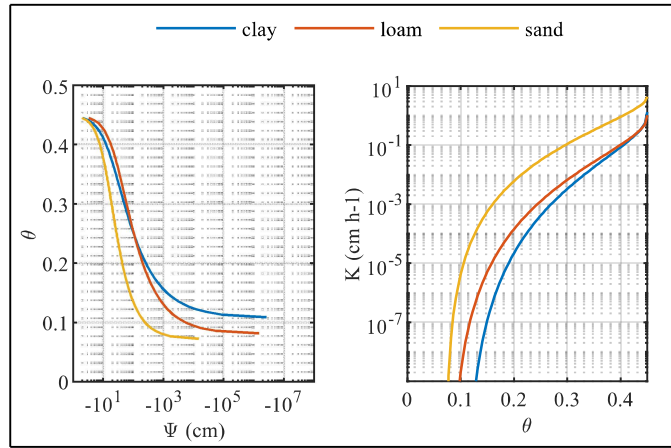 clay loam sand
0.5
0.4
0.3
0.2
0.1
0
θ
-10^1 -10^3 -10^5 -10^7
Ψ (cm)
10^1
10^-1
10^-3
10^-5
10^-7
K (cm h-1)
0 0.1 0.2 0.3 0.4
θ